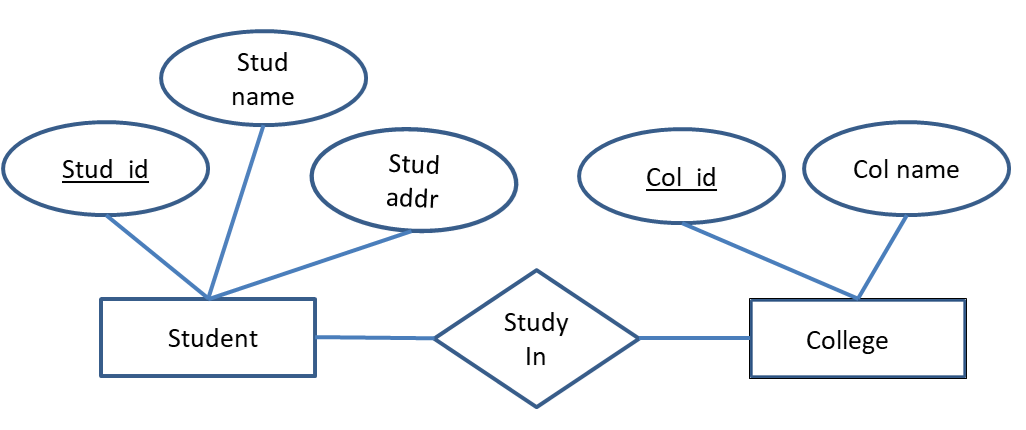 Stud
name
Stud_id
Stud
addr
Col_id
Col name
Student
Study
In
College